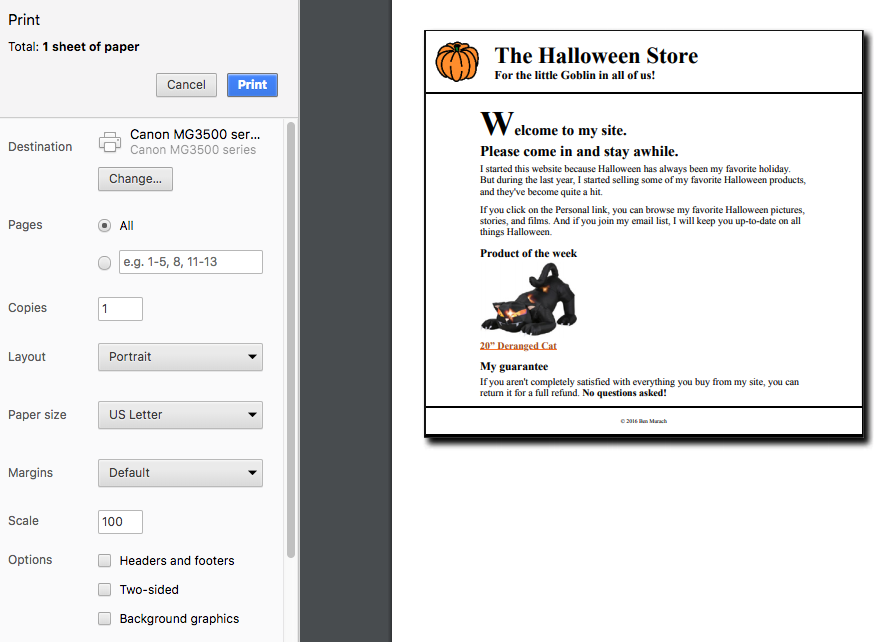 Print
Total: 1 sheet of paper
Cancel
Print
Destination
Canon MG3500 ser...
Canon MG3500 series
Change...
Pages
All
e.g. 1-5, 8, 11-13
Copies
1
Layout
Portrait
Paper size
US Letter
Margins
Default
Scale
100
Options
Headers and footers
Two-sided
Background graphics
The Halloween Store
For the little Goblin in all of us!
Welcome to my site.
Please come in and stay awhile.
I started this website because Halloween has always been my favorite holiday.
But during the last year, I started selling some of my favorite Halloween products,
and they've become quite a hit.
If you click on the Personal link, you can browse my favorite Halloween pictures,
stories, and films. And if you join my email list, I will keep you up-to-date on all
things Halloween.
Product of the week
20” Deranged Cat
My guarantee
If you aren't completely satisfied with everything you buy from my site, you can
return it for a full refund. No questions asked!
© 2016 Ben Murach